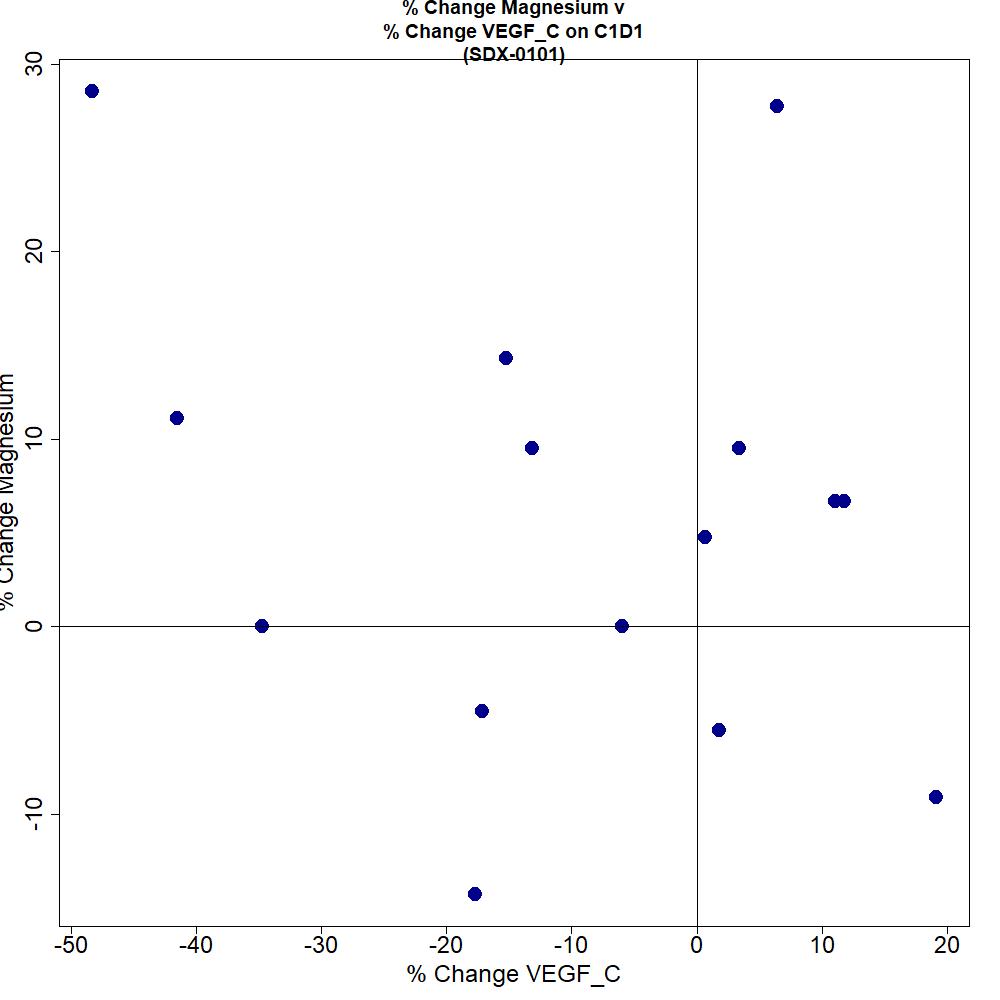 % Change Magnesium v
% Change VEGF_C on C1D1
(SDX-0101)
30
20
10
0
-10
% Change Magnesium
-50 -40 -30 -20 -10 0 10 20
% Change VEGF_C